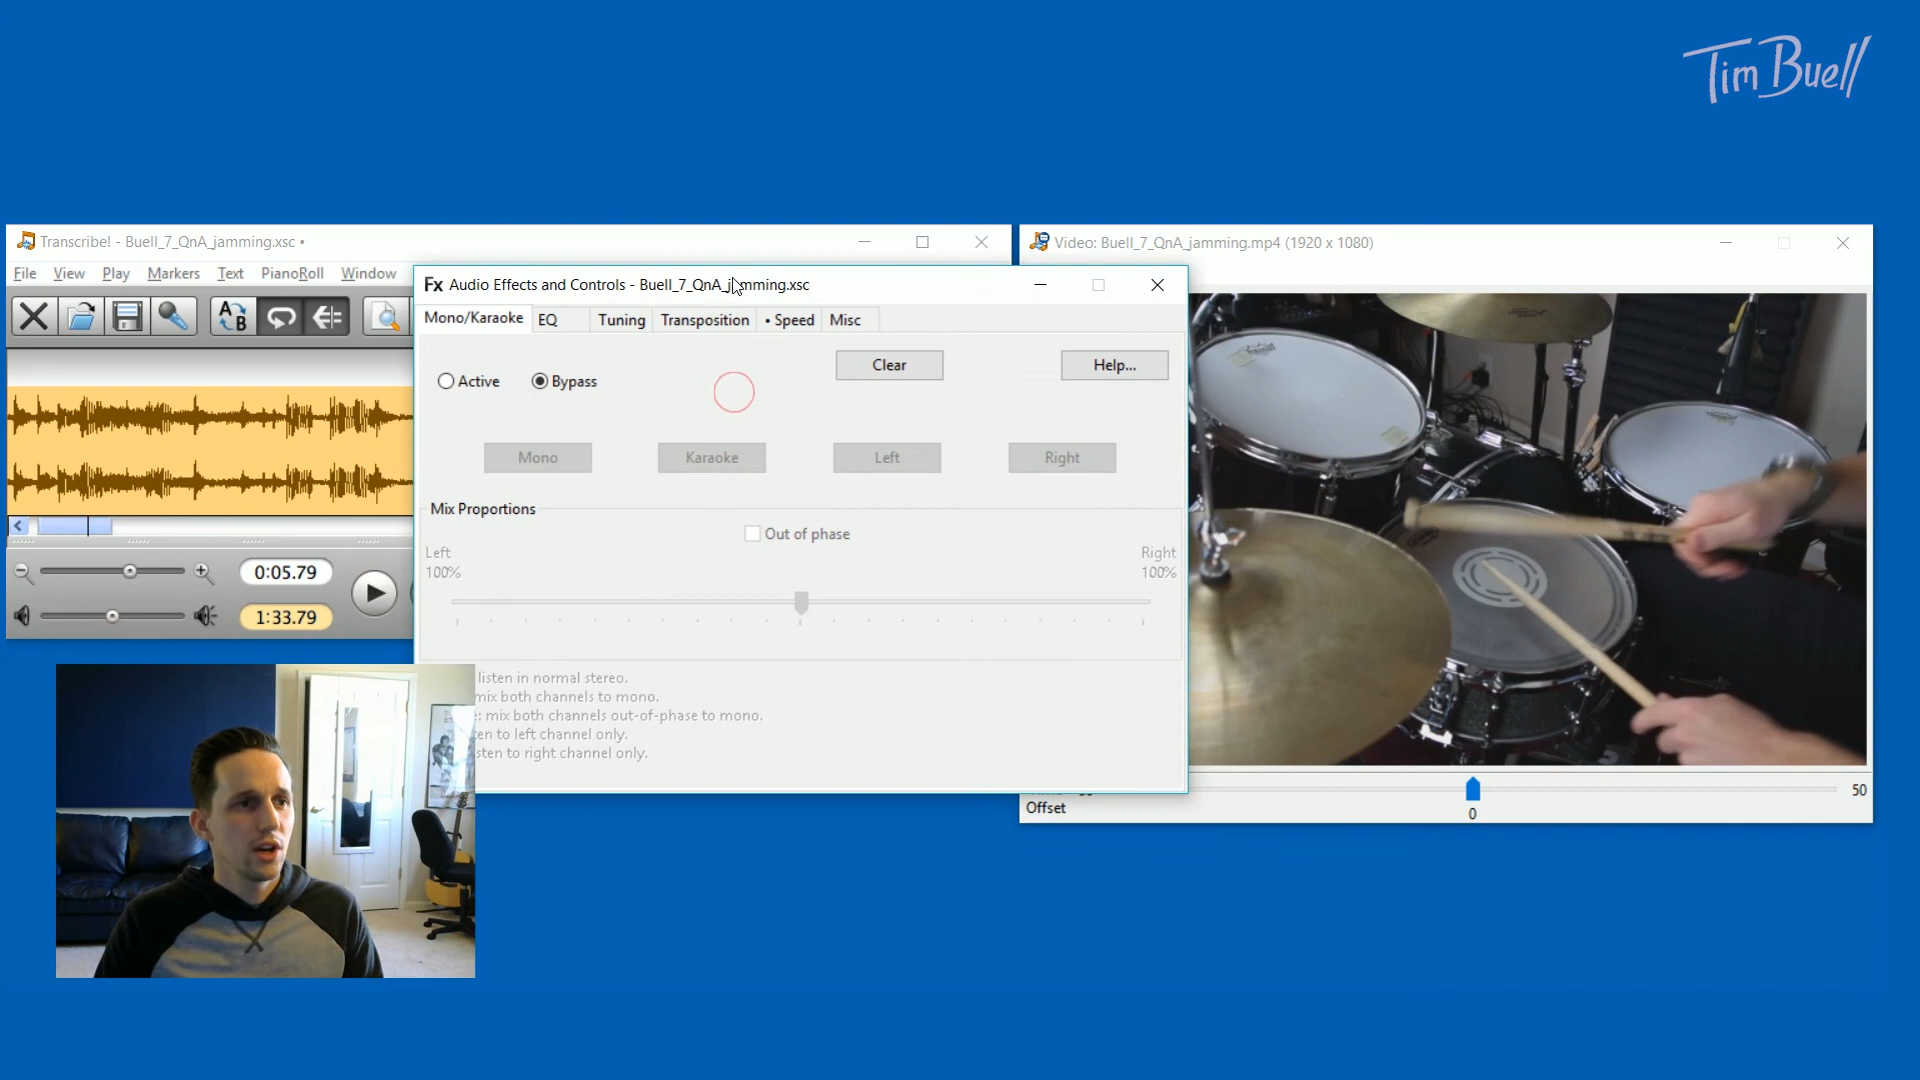 Tim Buell
Transcribe! - Buell_7_QnA_jamming.xsc •
Video: Buell_7_QnA_jamming.mp4 (1920 x 1080)
File View Play Markers Text PianoRoll Window
Fx Audio Effects and Controls - Buell_7_QnA_jamming.xsc
Mono/Karaoke EQ Tuning Transposition • Speed Misc
Clear Help...
Active Bypass
Mono Karaoke Left Right
Mix Proportions
Out of phase
Left Right
100% 100%
0:05.79
1:33.79
listen in normal stereo.
mix both channels to mono.
: mix both channels out-of-phase to mono.
ten to left channel only.
sten to right channel only.
50
Offset
0